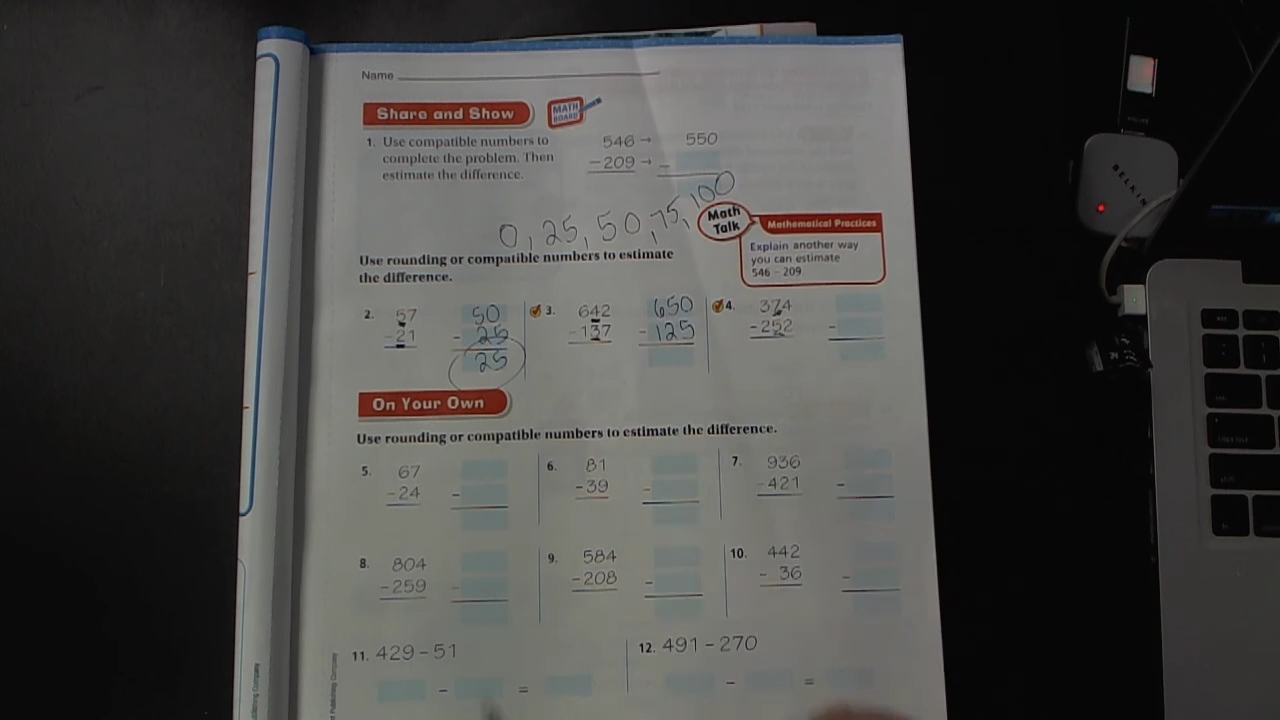 Name
Share and Show
MATH
BOARD
1. Use compatible numbers to
complete the problem. Then
estimate the difference.
546 → 550
-209 → -
0, 25, 50, 75, 100
Math
Talk
Mathematical Practices
Explain another way
you can estimate
546 - 209
Use rounding or compatible numbers to estimate
the difference.
2. 57 50
-21 - 25
25
3. 642 650
-137 - 125
4. 374
-252 -
On Your Own
Use rounding or compatible numbers to estimate the difference.
5. 67
-24 -
6. 81
-39 -
7. 936
-421 -
8. 804
-259 -
9. 584
-208 -
10. 442
- 36 -
11. 429 - 51
- =
12. 491 - 270
- =
Publishing Company
BELKIN